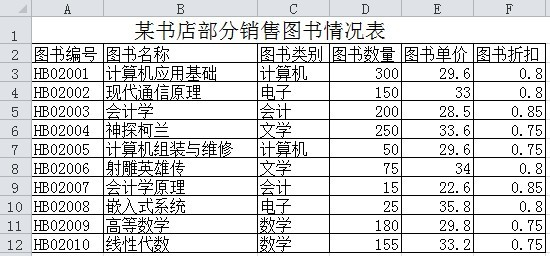 A B C D E F
1 某书店部分销售图书情况表
2 图书编号 图书名称 图书类别 图书数量 图书单价 图书折扣
3 HB02001 计算机应用基础 计算机 300 29.6 0.8
4 HB02002 现代通信原理 电子 150 33 0.8
5 HB02003 会计学 会计 200 28.5 0.85
6 HB02004 神探柯兰 文学 250 33.6 0.75
7 HB02005 计算机组装与维修 计算机 50 29.6 0.75
8 HB02006 射雕英雄传 文学 75 34 0.8
9 HB02007 会计学原理 会计 15 22.6 0.85
10 HB02008 嵌入式系统 电子 25 35.8 0.8
11 HB02009 高等数学 数学 180 29.8 0.75
12 HB02010 线性代数 数学 155 33.2 0.75